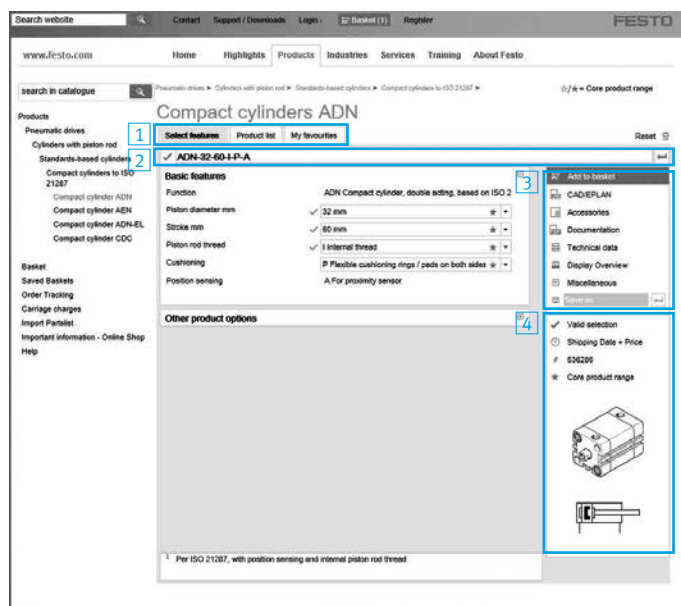 Search website
Contact Support / Downloads Login Basket (1) Register
FESTO
www.festo.com
Home Highlights Products Industries Services Training About Festo
search in catalogue
Pneumatic drives > Cylinders with piston rod > Standards-based cylinders > Compact cylinders to ISO 21287 >
☆/★ = Core product range
Products
Pneumatic drives
Cylinders with piston rod
Standards-based cylinders
Compact cylinders to ISO
21287
Compact cylinder ADN
Compact cylinder AEN
Compact cylinder ADN-EL
Compact cylinder CDC
Basket
Saved Baskets
Order Tracking
Carriage charges
Import Partslist
Important information - Online Shop
Help
Compact cylinders ADN
1
Select features Product list My favourites
Reset
2
ADN-32-60-I-P-A
Basic features
Function ADN Compact cylinder, double acting, based on ISO 2
Piston diameter mm 32 mm
Stroke mm 60 mm
Piston rod thread I Internal thread
Cushioning P Flexible cushioning rings / pads on both sides
Position sensing A For proximity sensor
Other product options
3
Add to basket
CAD/EPLAN
Accessories
Documentation
Technical data
Display Overview
Miscellaneous
Save as
4
Valid selection
Shipping Date + Price
# 536286
Core product range
1 Per ISO 21287, with position sensing and internal piston rod thread